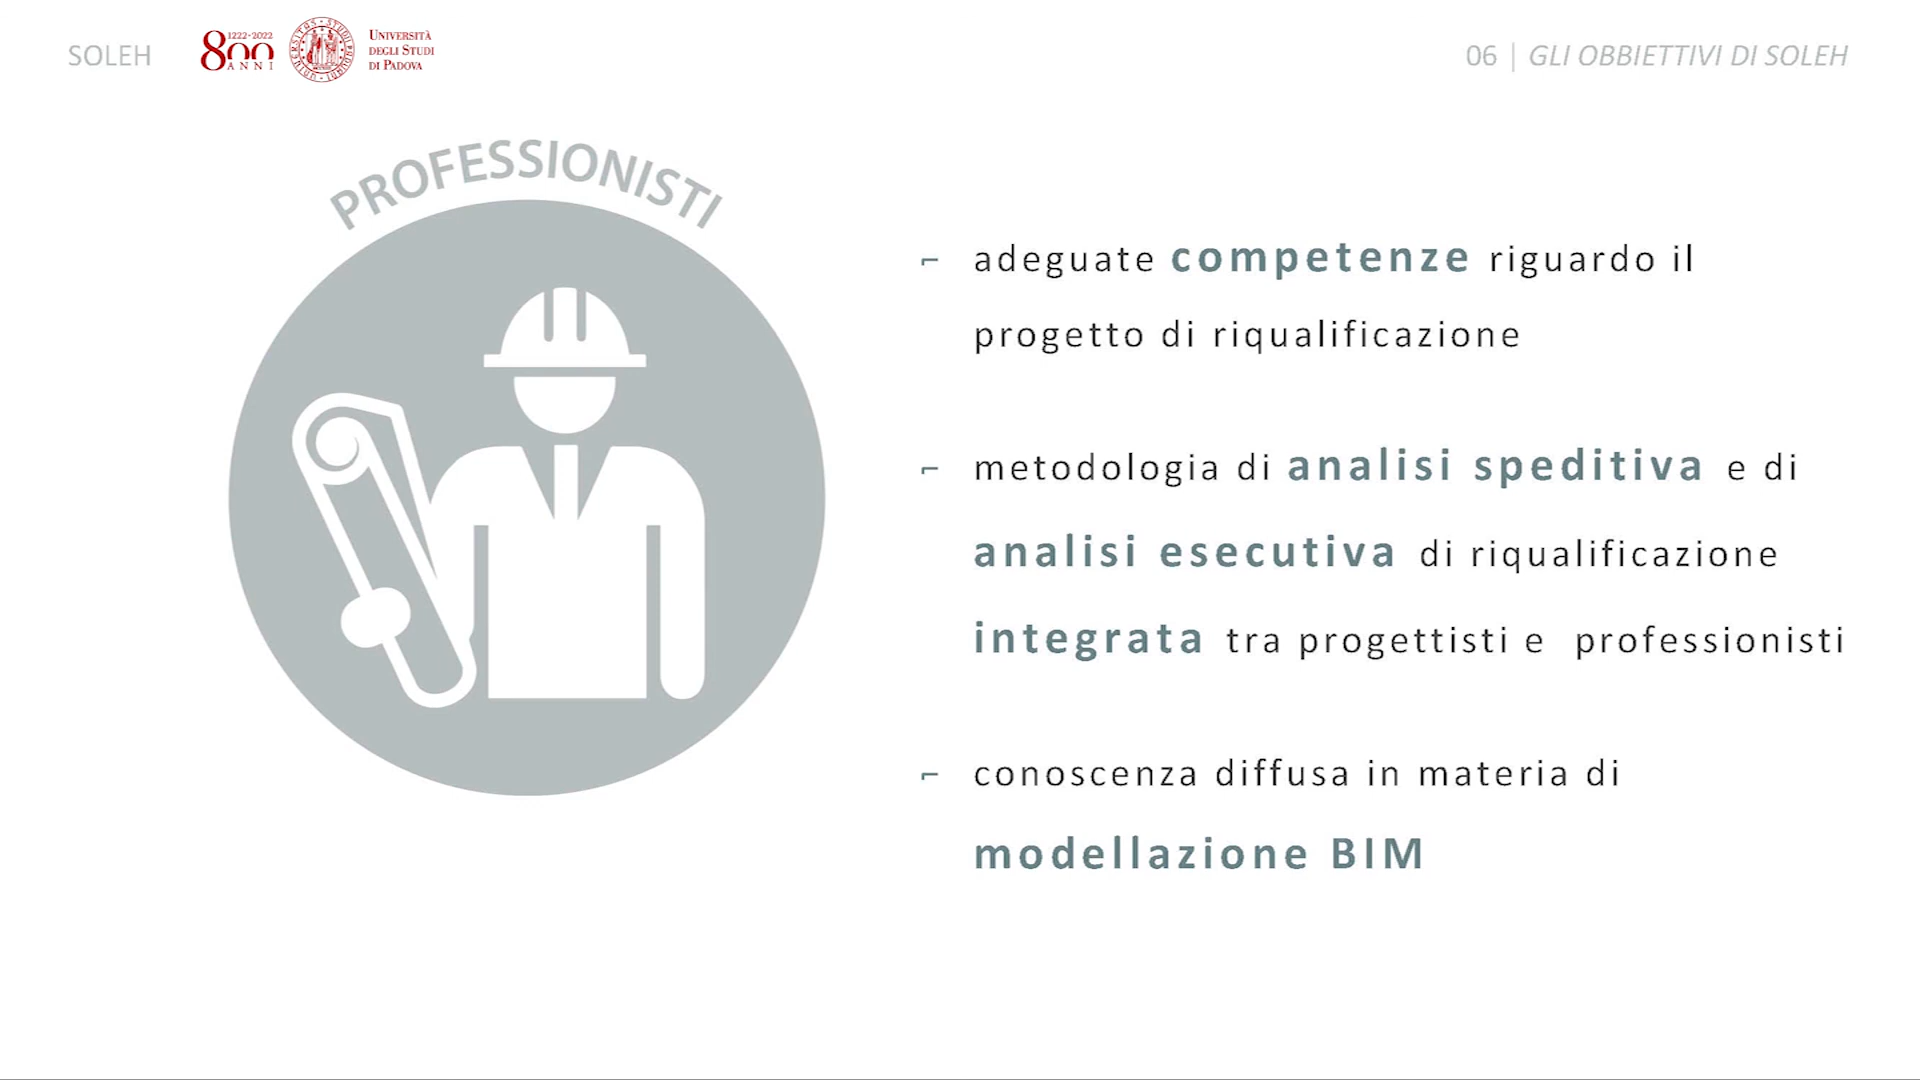 SOLEH
1222-2022
800
ANNI
UNIVERSITÀ
DEGLI STUDI
DI PADOVA
06 | GLI OBBIETTIVI DI SOLEH
PROFESSIONISTI
⌐ adeguate competenze riguardo il
progetto di riqualificazione
⌐ metodologia di analisi speditiva e di
analisi esecutiva di riqualificazione
integrata tra progettisti e professionisti
⌐ conoscenza diffusa in materia di
modellazione BIM